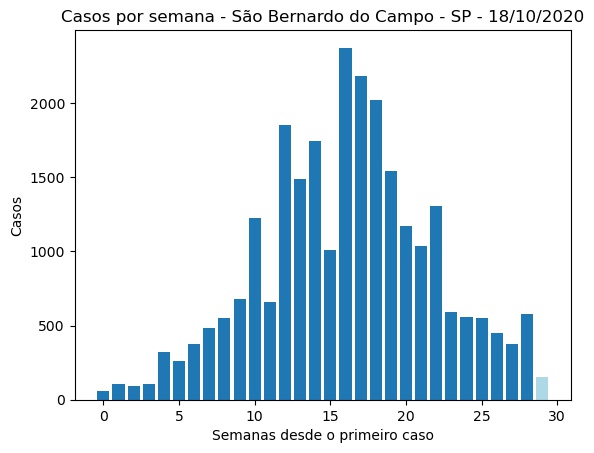 Casos por semana - São Bernardo do Campo - SP - 18/10/2020
2000
1500
1000
500
0
Casos
0 5 10 15 20 25 30
Semanas desde o primeiro caso